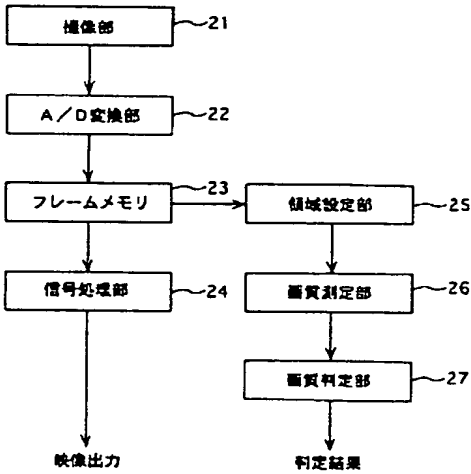 撮像部 21
A/D変換部 22
フレームメモリ 23
領域設定部 25
信号処理部 24
画質測定部 26
画質判定部 27
映像出力
判定結果